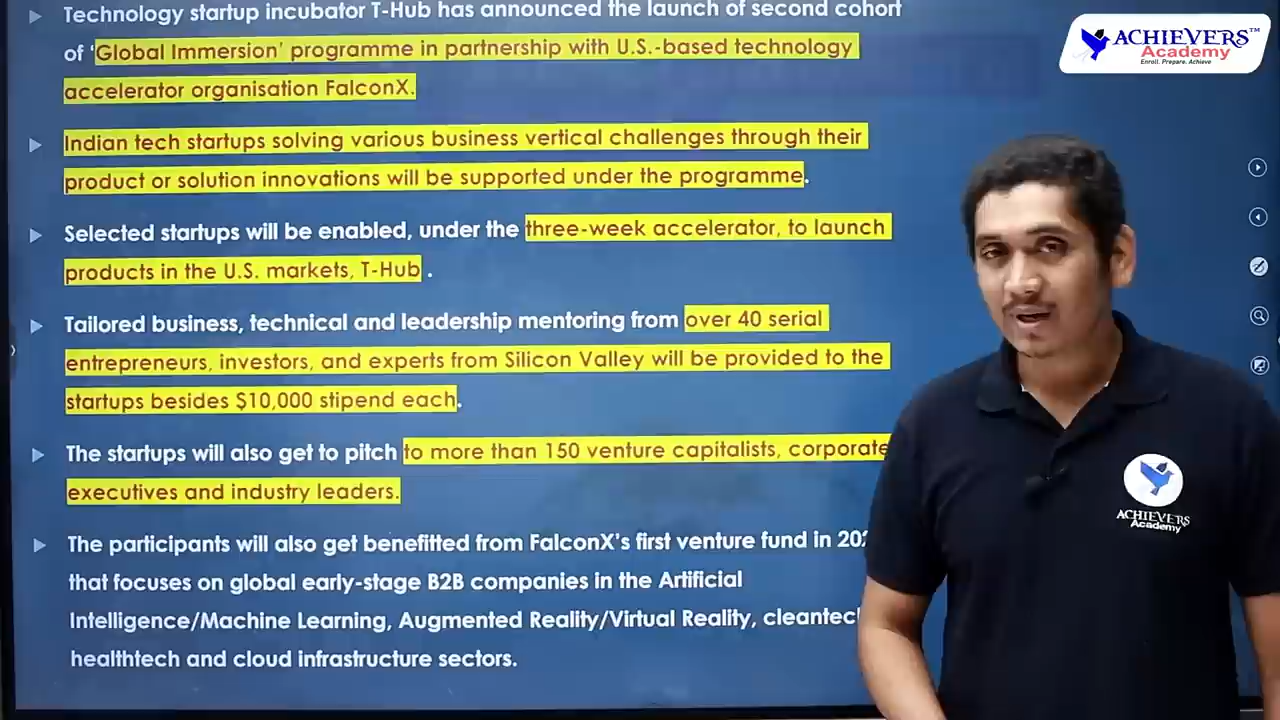 Technology startup incubator T-Hub has announced the launch of second cohort
of ‘Global Immersion’ programme in partnership with U.S.-based technology
accelerator organisation FalconX.
Indian tech startups solving various business vertical challenges through their
product or solution innovations will be supported under the programme.
Selected startups will be enabled, under the three-week accelerator, to launch
products in the U.S. markets, T-Hub .
Tailored business, technical and leadership mentoring from over 40 serial
entrepreneurs, investors, and experts from Silicon Valley will be provided to the
startups besides $10,000 stipend each.
The startups will also get to pitch to more than 150 venture capitalists, corporate
executives and industry leaders.
The participants will also get benefitted from FalconX's first venture fund in
that focuses on global early-stage B2B companies in the Artificial
Intelligence/Machine Learning, Augmented Reality/Virtual Reality,
healthtech and cloud infrastructure sectors.
ACHIEVERS™
Academy
Enroll. Prepare. Achieve
ACHIEVERS
Academy